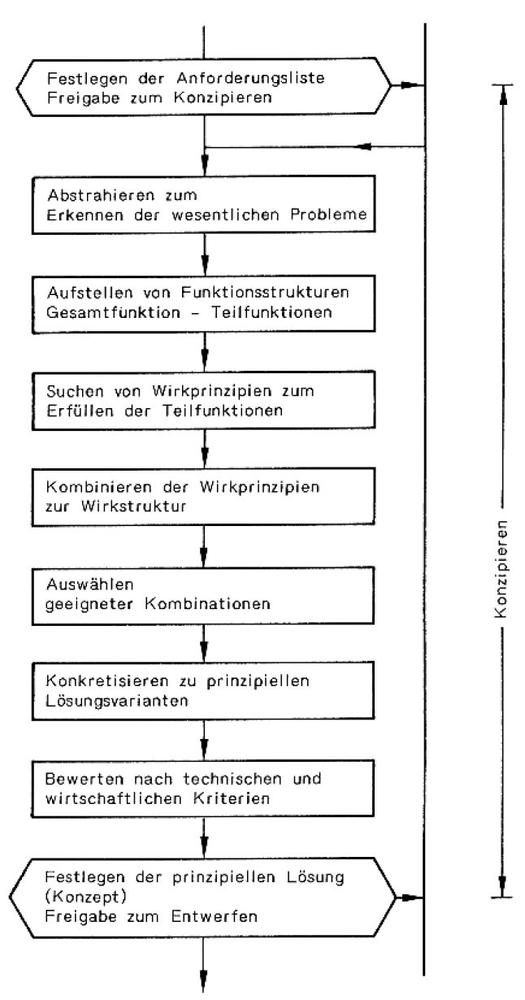 Festlegen der Anforderungsliste
Freigabe zum Konzipieren
Abstrahieren zum
Erkennen der wesentlichen Probleme
Aufstellen von Funktionsstrukturen
Gesamtfunktion – Teilfunktionen
Suchen von Wirkprinzipien zum
Erfüllen der Teilfunktionen
Kombinieren der Wirkprinzipien
zur Wirkstruktur
Auswählen
geeigneter Kombinationen
Konkretisieren zu prinzipiellen
Lösungsvarianten
Bewerten nach technischen und
wirtschaftlichen Kriterien
Festlegen der prinzipiellen Lösung
(Konzept)
Freigabe zum Entwerfen
Konzipieren